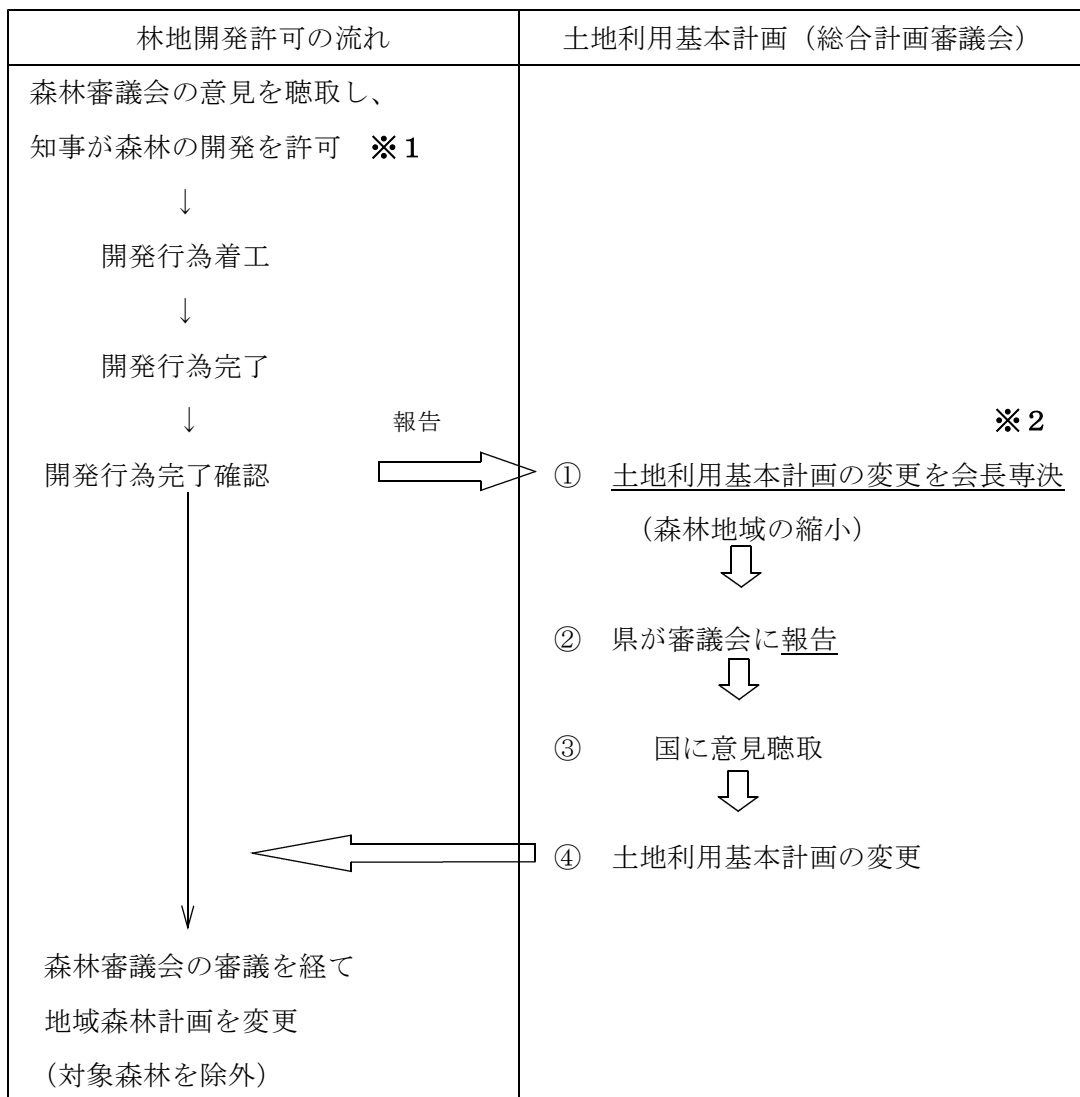 林地開発許可の流れ
土地利用基本計画（総合計画審議会）
森林審議会の意見を聴取し、
知事が森林の開発を許可　※１
↓
開発行為着工
↓
開発行為完了
↓
開発行為完了確認
報告
※２
①　土地利用基本計画の変更を会長専決
（森林地域の縮小）
②　県が審議会に報告
③　国に意見聴取
④　土地利用基本計画の変更
森林審議会の審議を経て
地域森林計画を変更
（対象森林を除外）